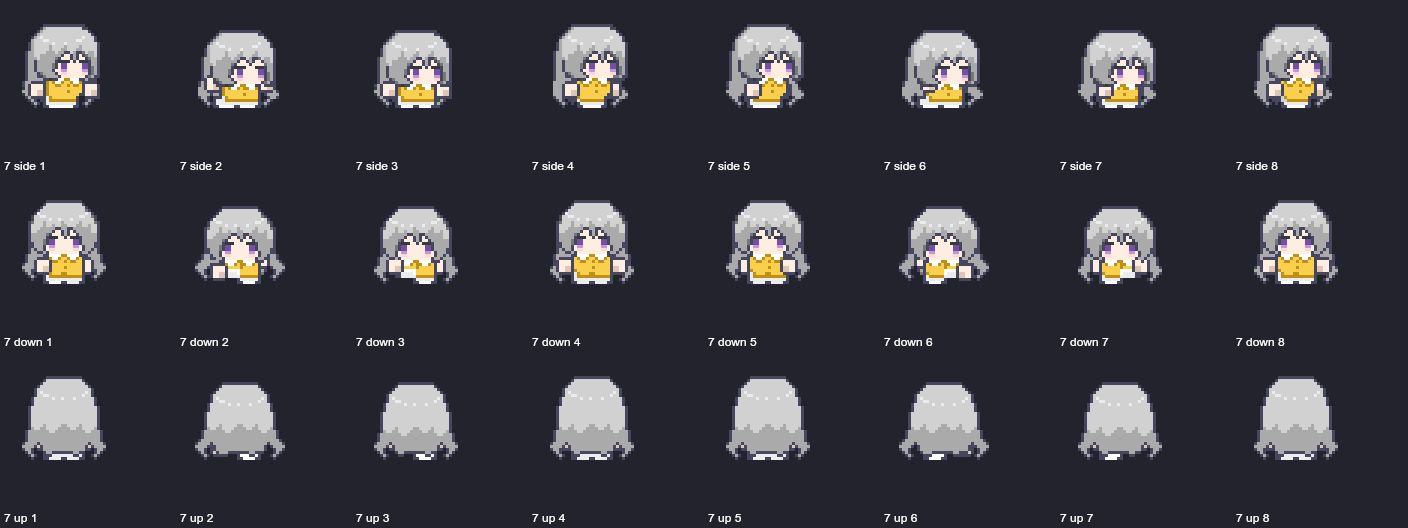 7 side 1
7 side 2
7 side 3
7 side 4
7 side 5
7 side 6
7 side 7
7 side 8
7 down 1
7 down 2
7 down 3
7 down 4
7 down 5
7 down 6
7 down 7
7 down 8
7 up 1
7 up 2
7 up 3
7 up 4
7 up 5
7 up 6
7 up 7
7 up 8